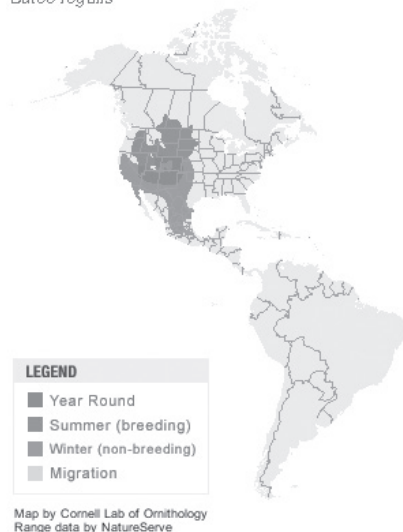 Buteo regalis
LEGEND
Year Round
Summer (breeding)
Winter (non-breeding)
Migration
Map by Cornell Lab of Ornithology
Range data by NatureServe